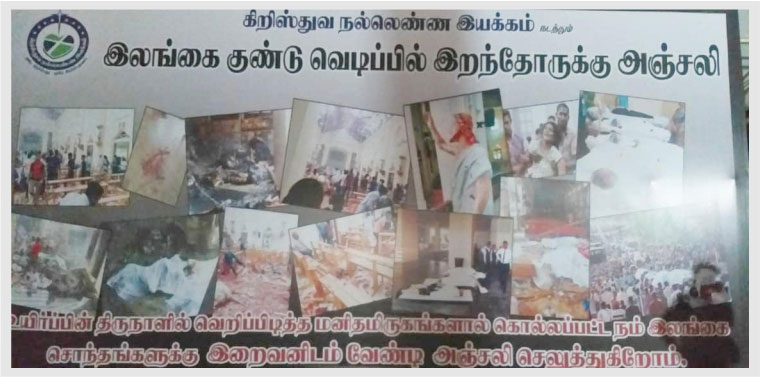 கிறிஸ்துவ நல்லெண்ண இயக்கம் நடத்தும்
இலங்கை குண்டு வெடிப்பில் இறந்தோருக்கு அஞ்சலி
உயிர்ப்பின் திருநாளில் வெறிப்பிடித்த மனிதமிருகங்களால் கொல்லப்பட்ட நம் இலங்கை
சொந்தங்களுக்கு இறைவனிடம் வேண்டி அஞ்சலி செலுத்துகிறோம்.